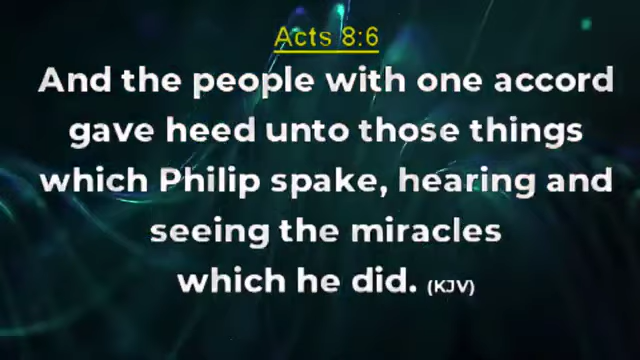 Acts 8:6
And the people with one accord
gave heed unto those things
which Philip spake, hearing and
seeing the miracles
which he did. (KJV)